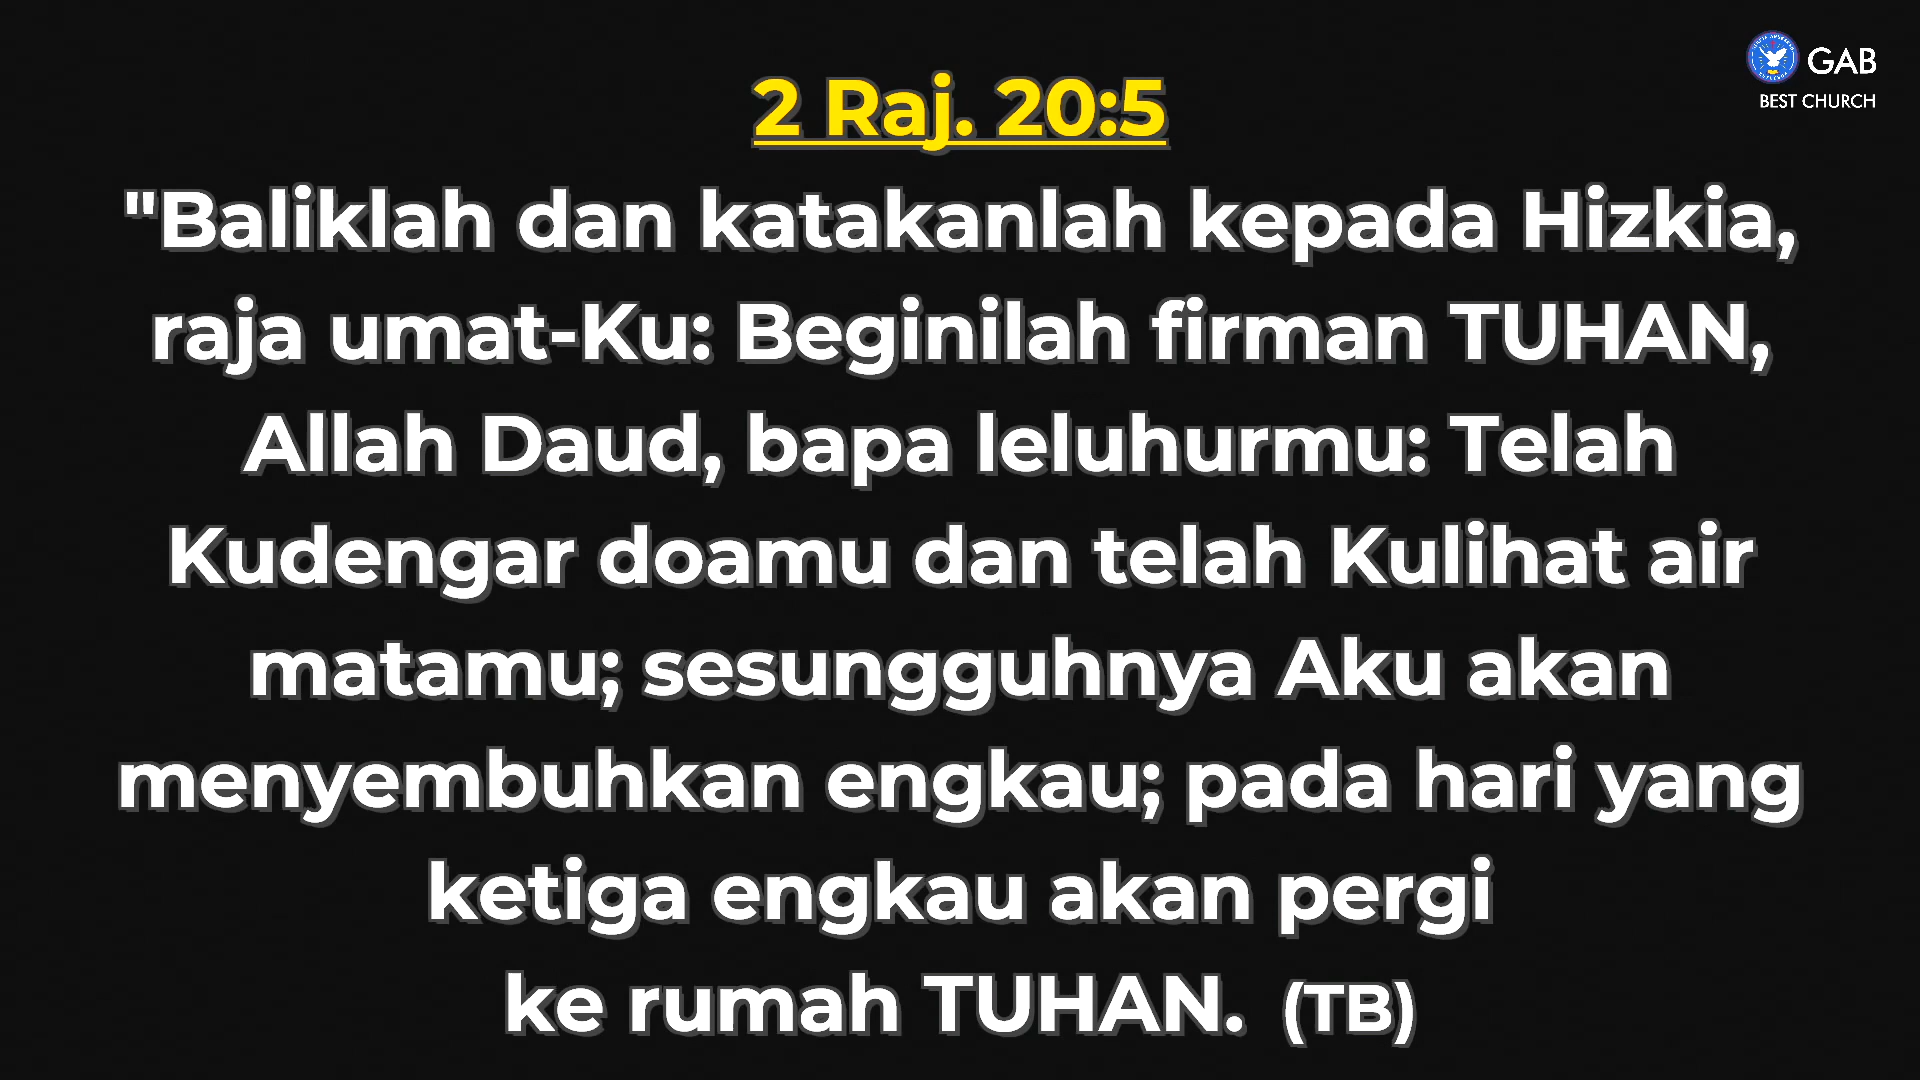 GAB
BEST CHURCH
2 Raj. 20:5
"Baliklah dan katakanlah kepada Hizkia,
raja umat-Ku: Beginilah firman TUHAN,
Allah Daud, bapa leluhurmu: Telah
Kudengar doamu dan telah Kulihat air
matamu; sesungguhnya Aku akan
menyembuhkan engkau; pada hari yang
ketiga engkau akan pergi
ke rumah TUHAN. (TB)